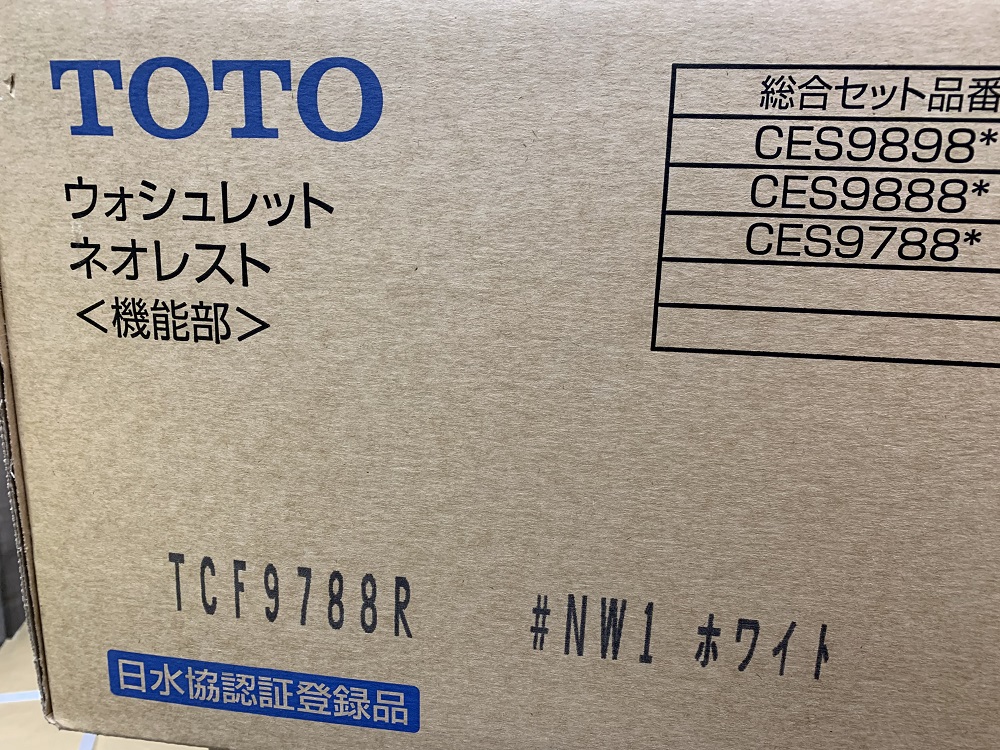 TOTO
ウォシュレット
ネオレスト
<機能部>
総合セット品番
CES9898*
CES9888*
CES9788*
TCF9788R #NW1 ホワイト
日水協認証登録品